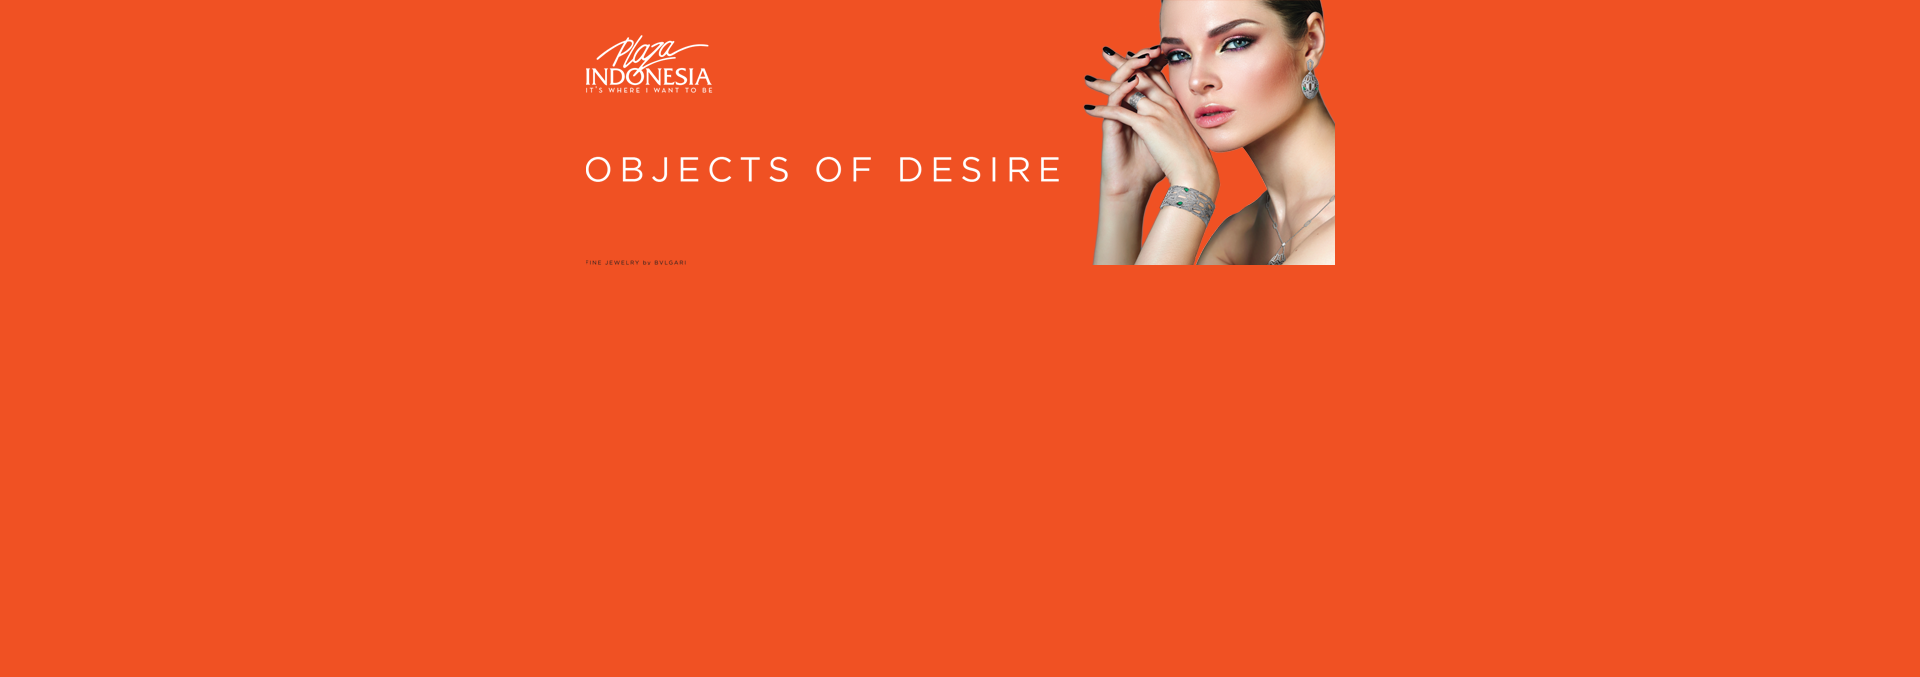 Plaza
INDONESIA
IT'S WHERE I WANT TO BE
OBJECTS OF DESIRE
FINE JEWELRY by BVLGARI